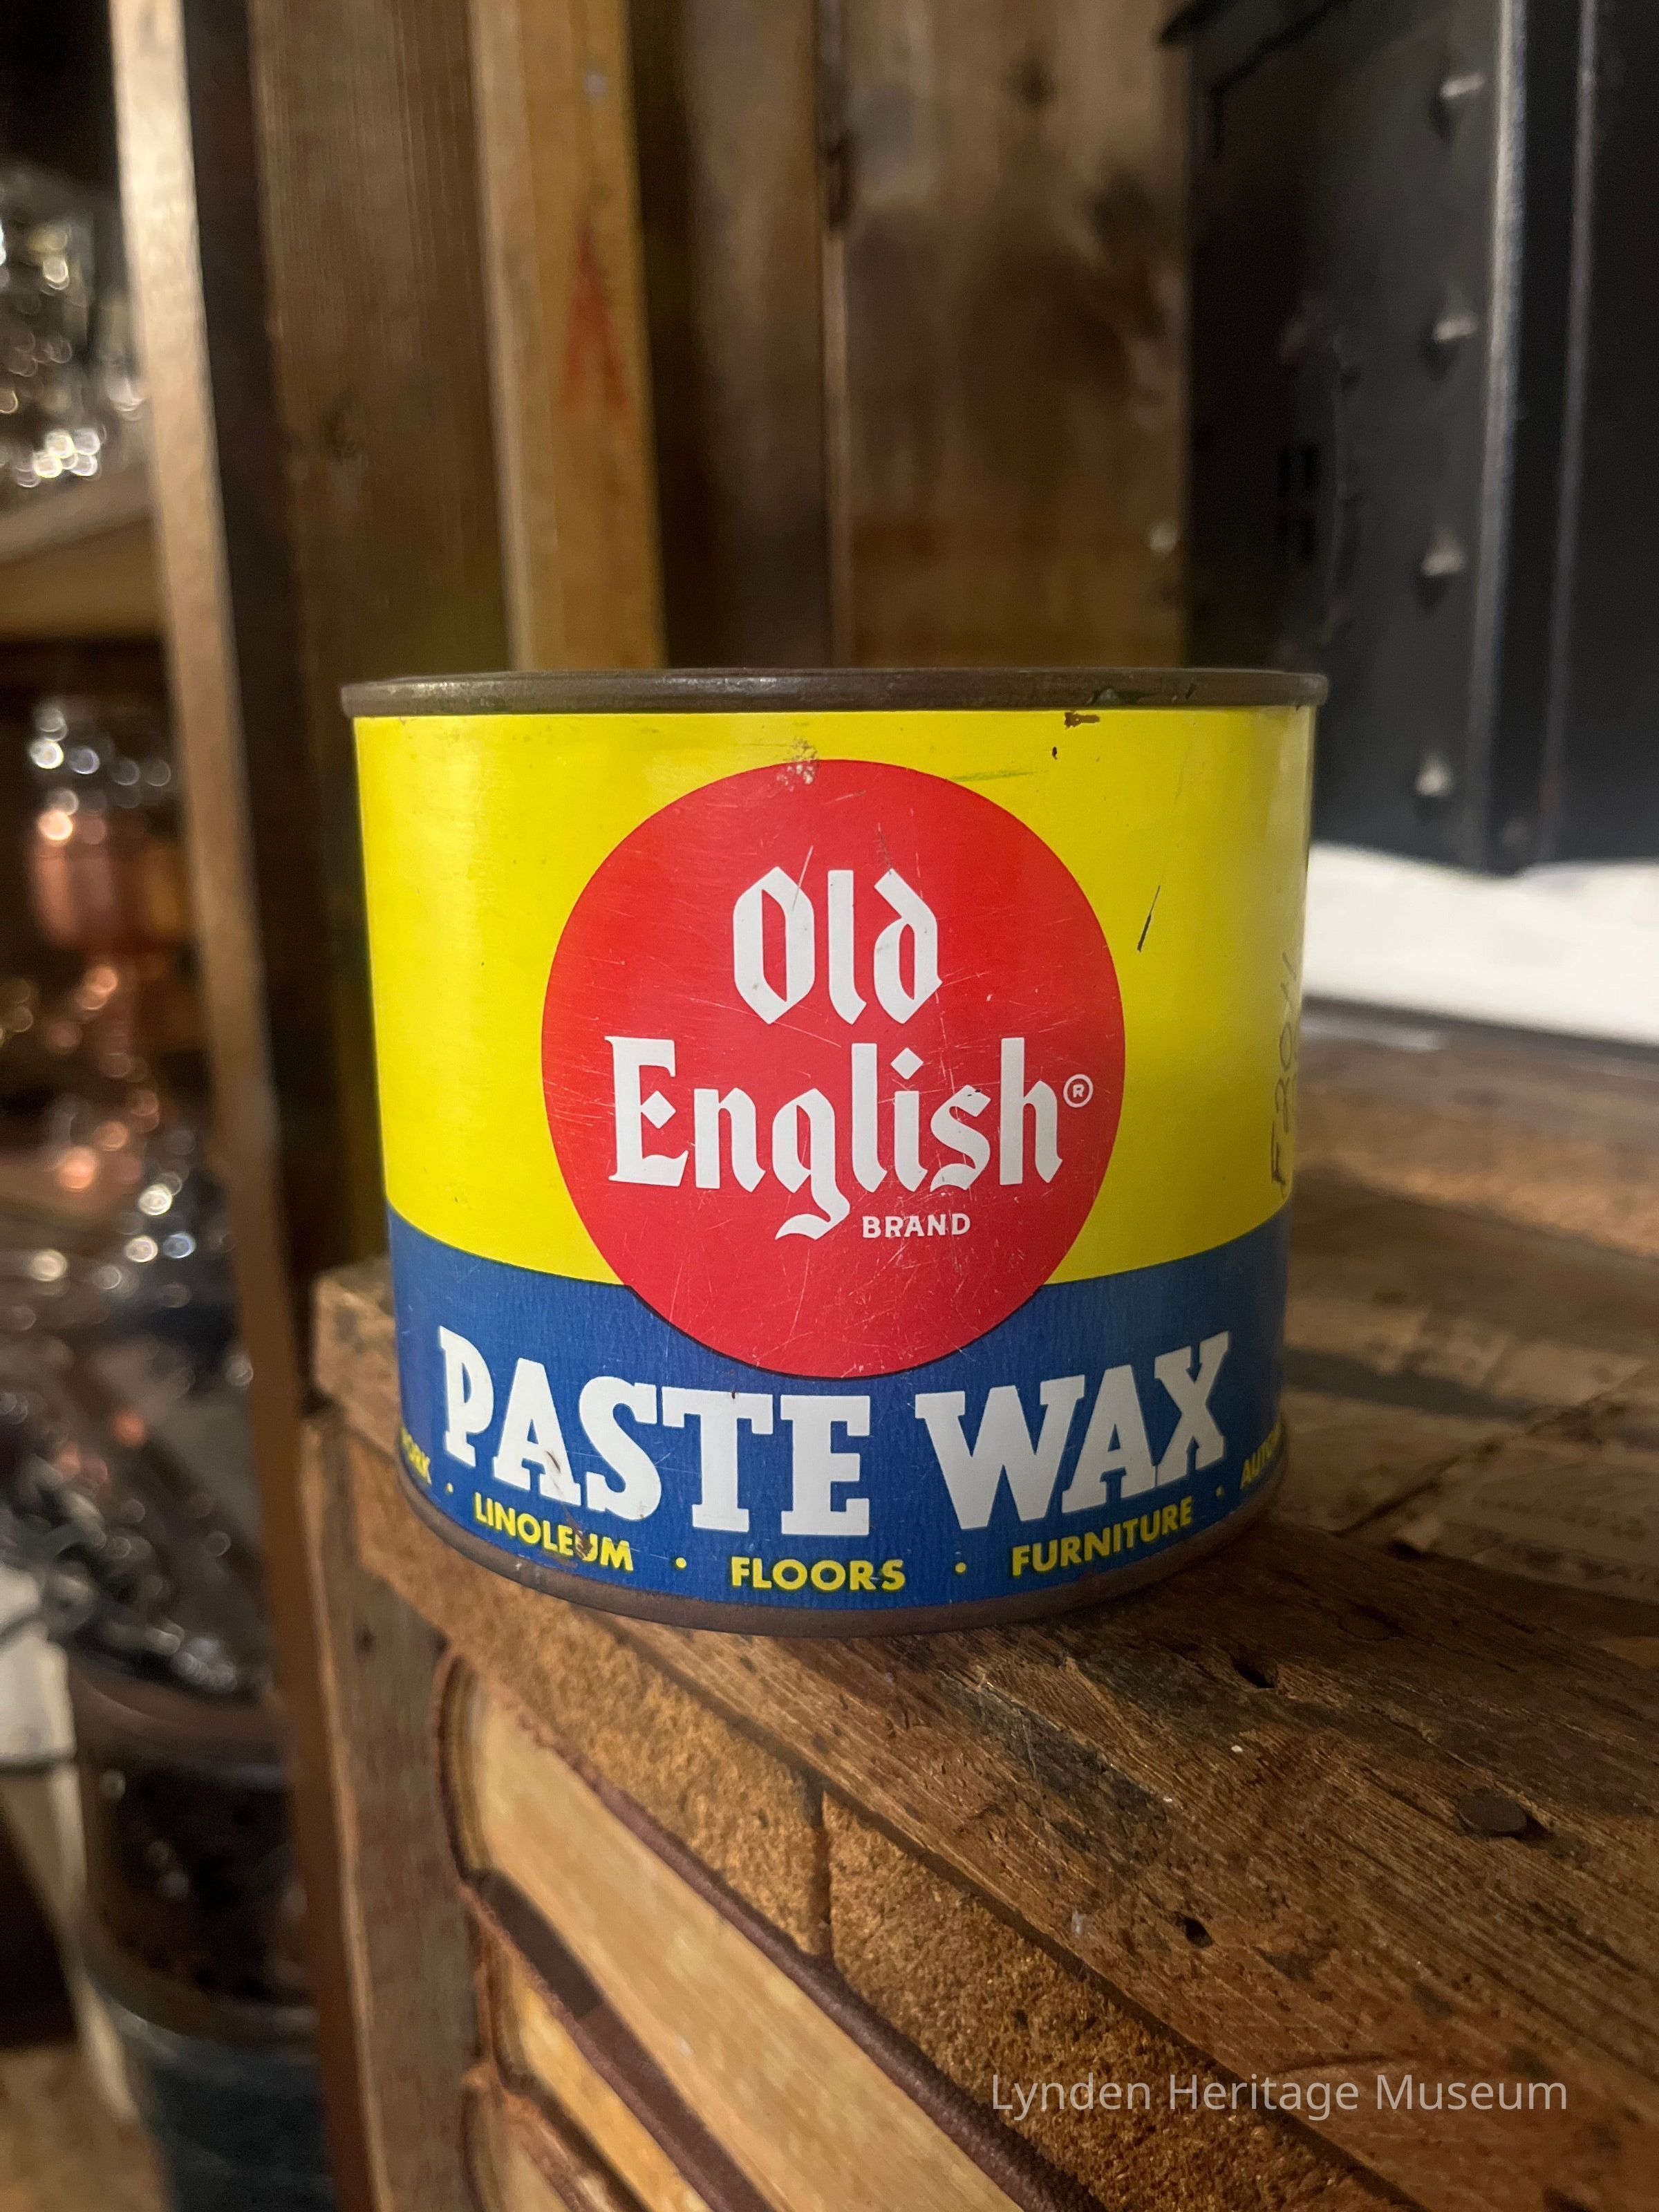 Old
English®
BRAND
PASTE WAX
LINOLEUM · FLOORS · FURNITURE ·
Lynden Heritage Museum